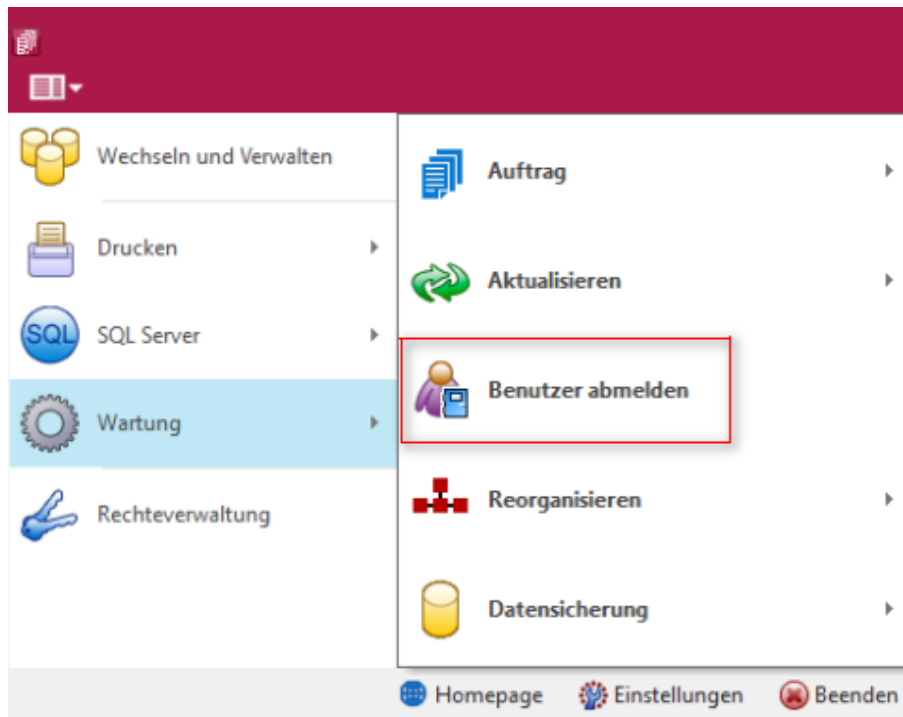 Wechseln und Verwalten
Drucken
SQL
SQL Server
Wartung
Rechteverwaltung
Auftrag
Aktualisieren
Benutzer abmelden
Reorganisieren
Datensicherung
Homepage
Einstellungen
Beenden